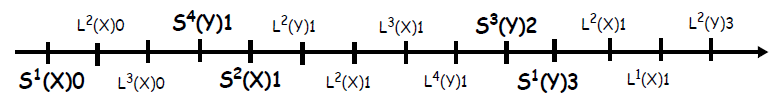 L²(X)0 S⁴(Y)1 L²(Y)1 L³(X)1 S³(Y)2 L²(X)1 L²(Y)3
S¹(X)0 L³(X)0 S²(X)1 L²(X)1 L⁴(Y)1 S¹(Y)3 L¹(X)1